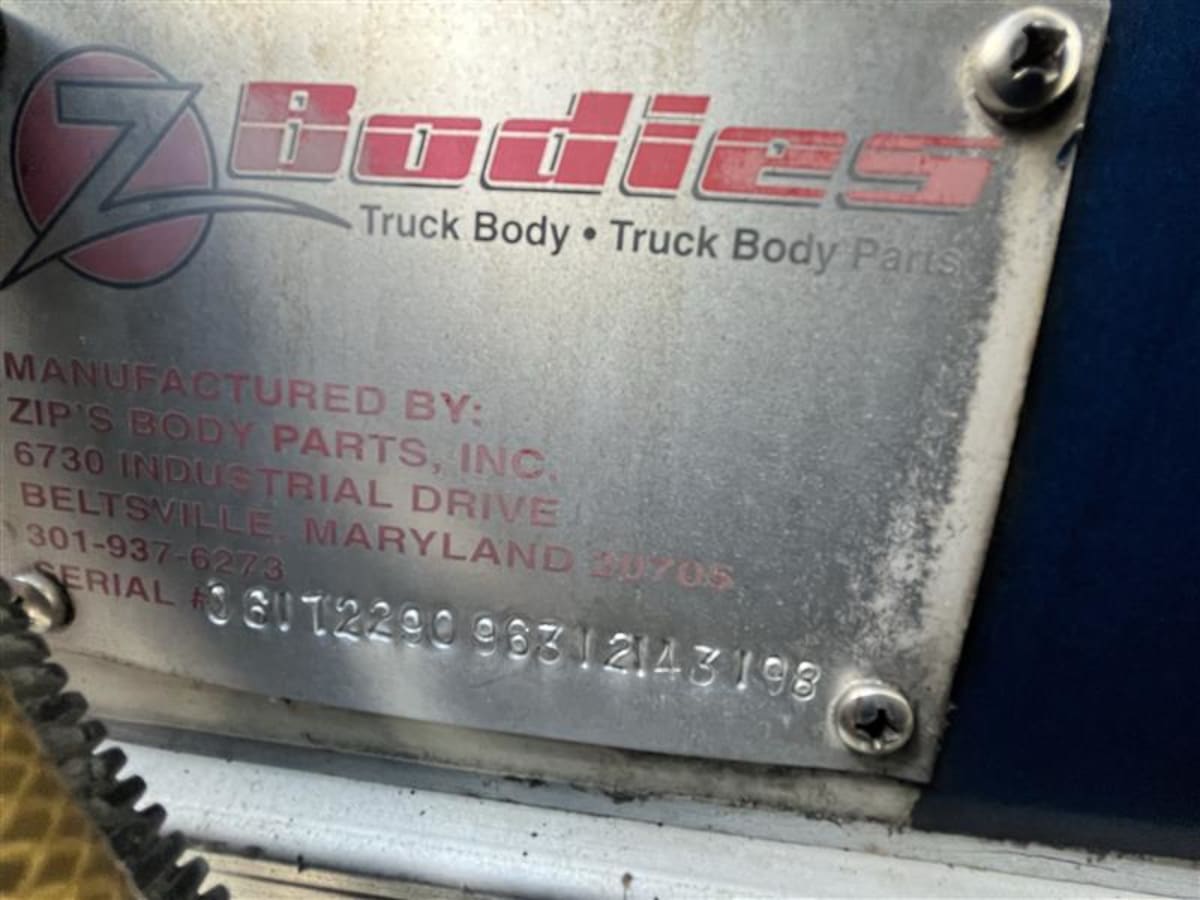 Z Bodies
Truck Body • Truck Body Parts
MANUFACTURED BY:
ZIP'S BODY PARTS, INC.
6730 INDUSTRIAL DRIVE
BELTSVILLE, MARYLAND 20705
301-937-6273
SERIAL #